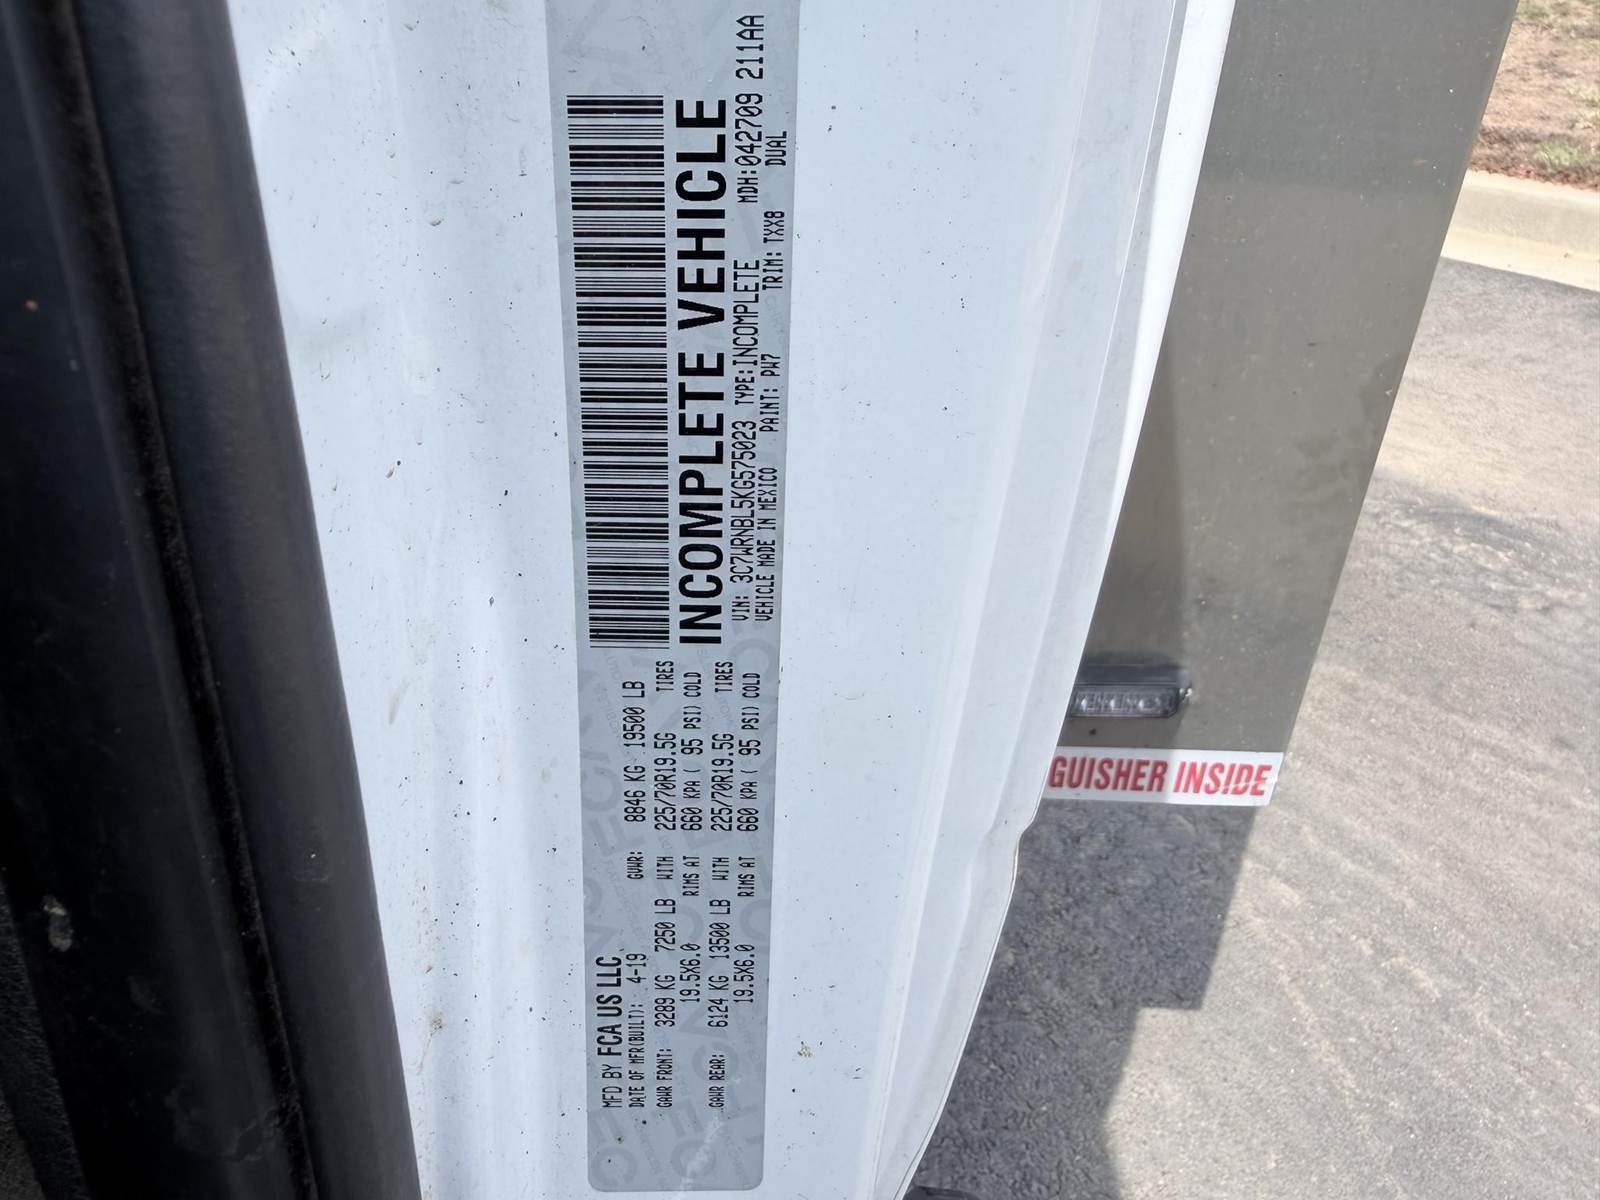 MFD BY FCA US LLC
DATE OF MFR(BUILT): 4-19 GVWR: 8846 KG 19500 LB
GAWR FRONT: 3289 KG 7250 LB WITH 225/70R19.5G TIRES
19.5X6.0 RIMS AT 660 KPA ( 95 PSI) COLD
GAWR REAR: 6124 KG 13500 LB WITH 225/70R19.5G TIRES
19.5X6.0 RIMS AT 660 KPA ( 95 PSI) COLD
INCOMPLETE VEHICLE
VIN: 3C7WRNBL5KG575023 TYPE:INCOMPLETE MDH:042709 2111AA
VEHICLE MADE IN MEXICO PAINT: PW7 TRIM: TXX8 DUAL
GUISHER INSIDE